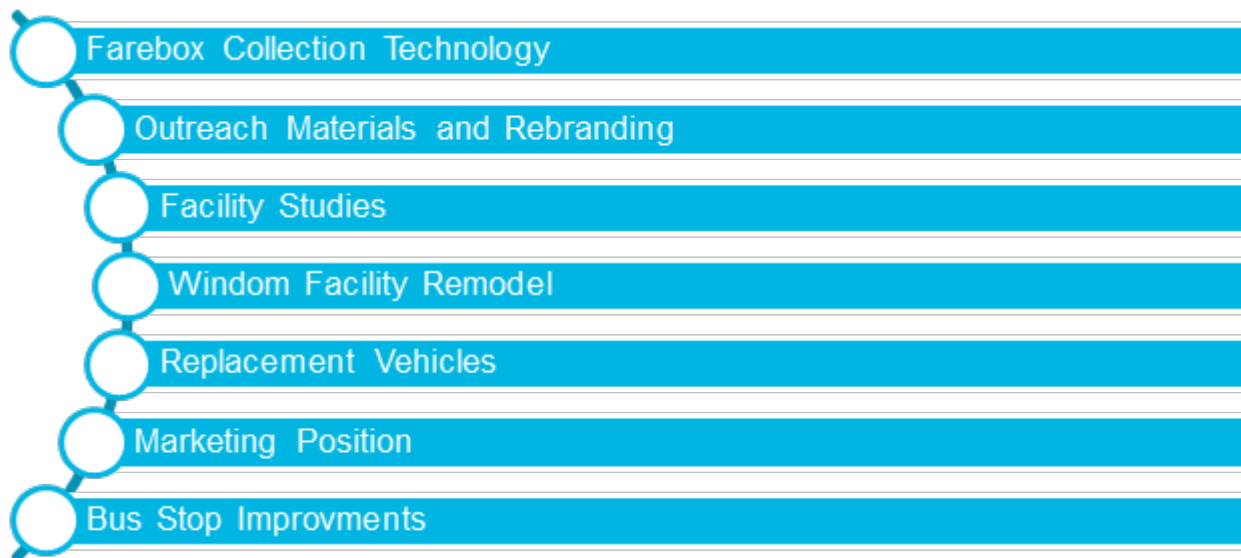 Farebox Collection Technology
Outreach Materials and Rebranding
Facility Studies
Windom Facility Remodel
Replacement Vehicles
Marketing Position
Bus Stop Improvments